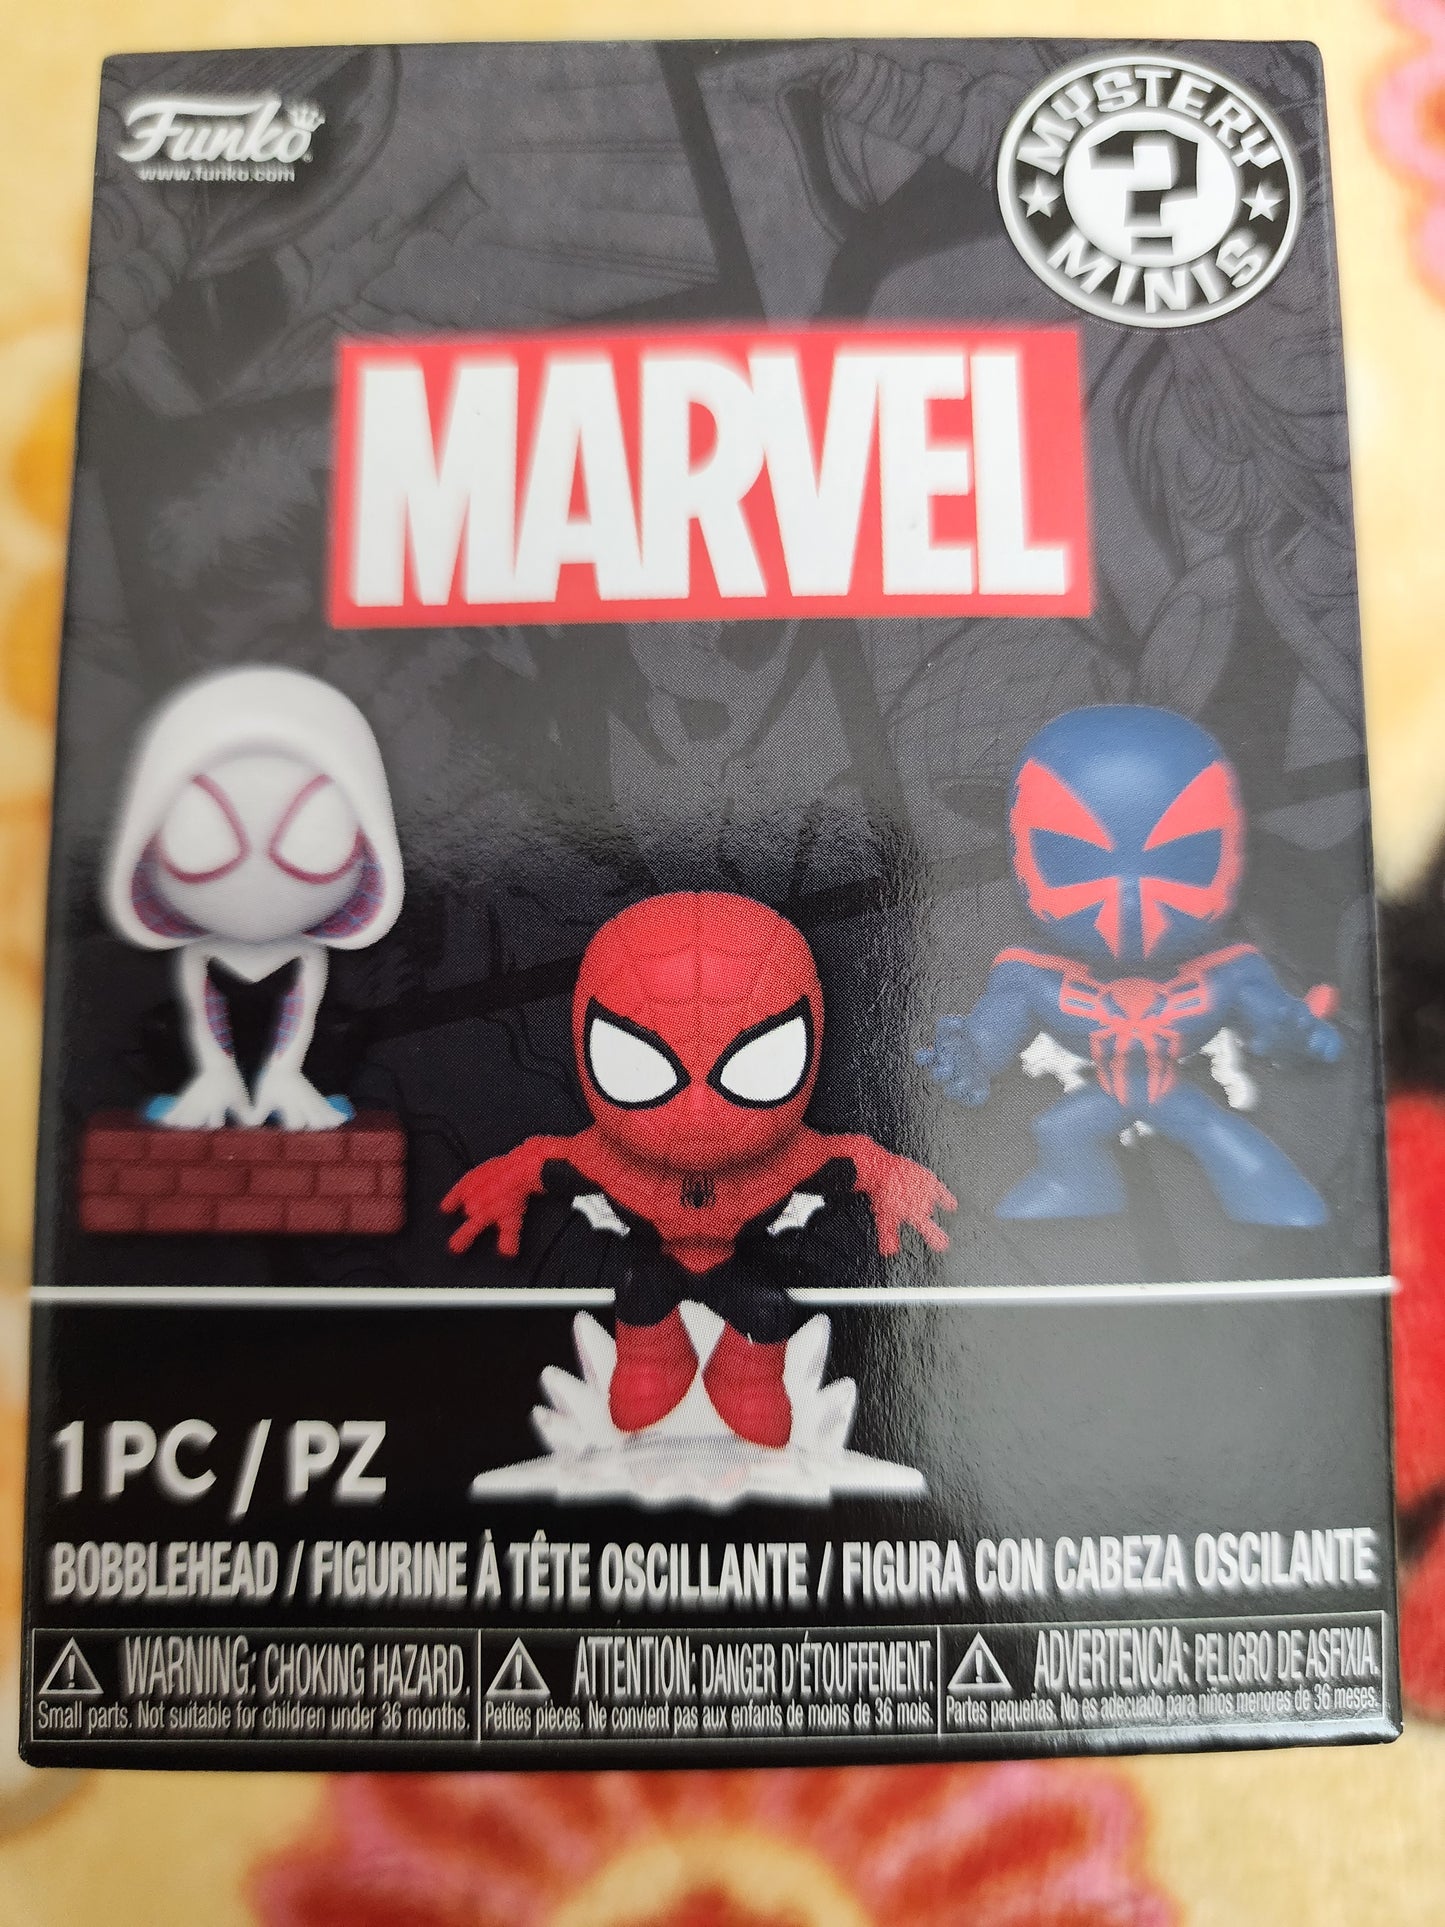 Funko
www.funko.com
MYSTERY
MINIS
?
MARVEL
1 PC / PZ
BOBBLEHEAD / FIGURINE À TÊTE OSCILLANTE / FIGURA CON CABEZA OSCILANTE
WARNING: CHOKING HAZARD.
Small parts. Not suitable for children under 36 months.
ATTENTION: DANGER D'ÉTOUFFEMENT.
Petites pièces. Ne convient pas aux enfants de moins de 36 mois.
ADVERTENCIA: PELIGRO DE ASFIXIA.
Partes pequeñas. No es adecuado para niños menores de 36 meses.